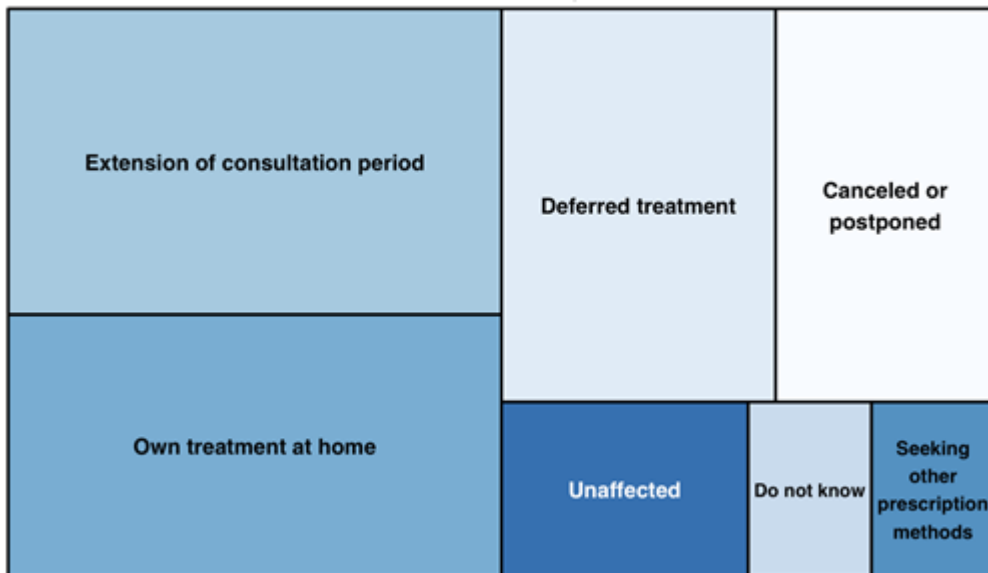 Extension of consultation period
Deferred treatment
Canceled or
postponed
Own treatment at home
Unaffected
Do not know
Seeking
other
prescription
methods